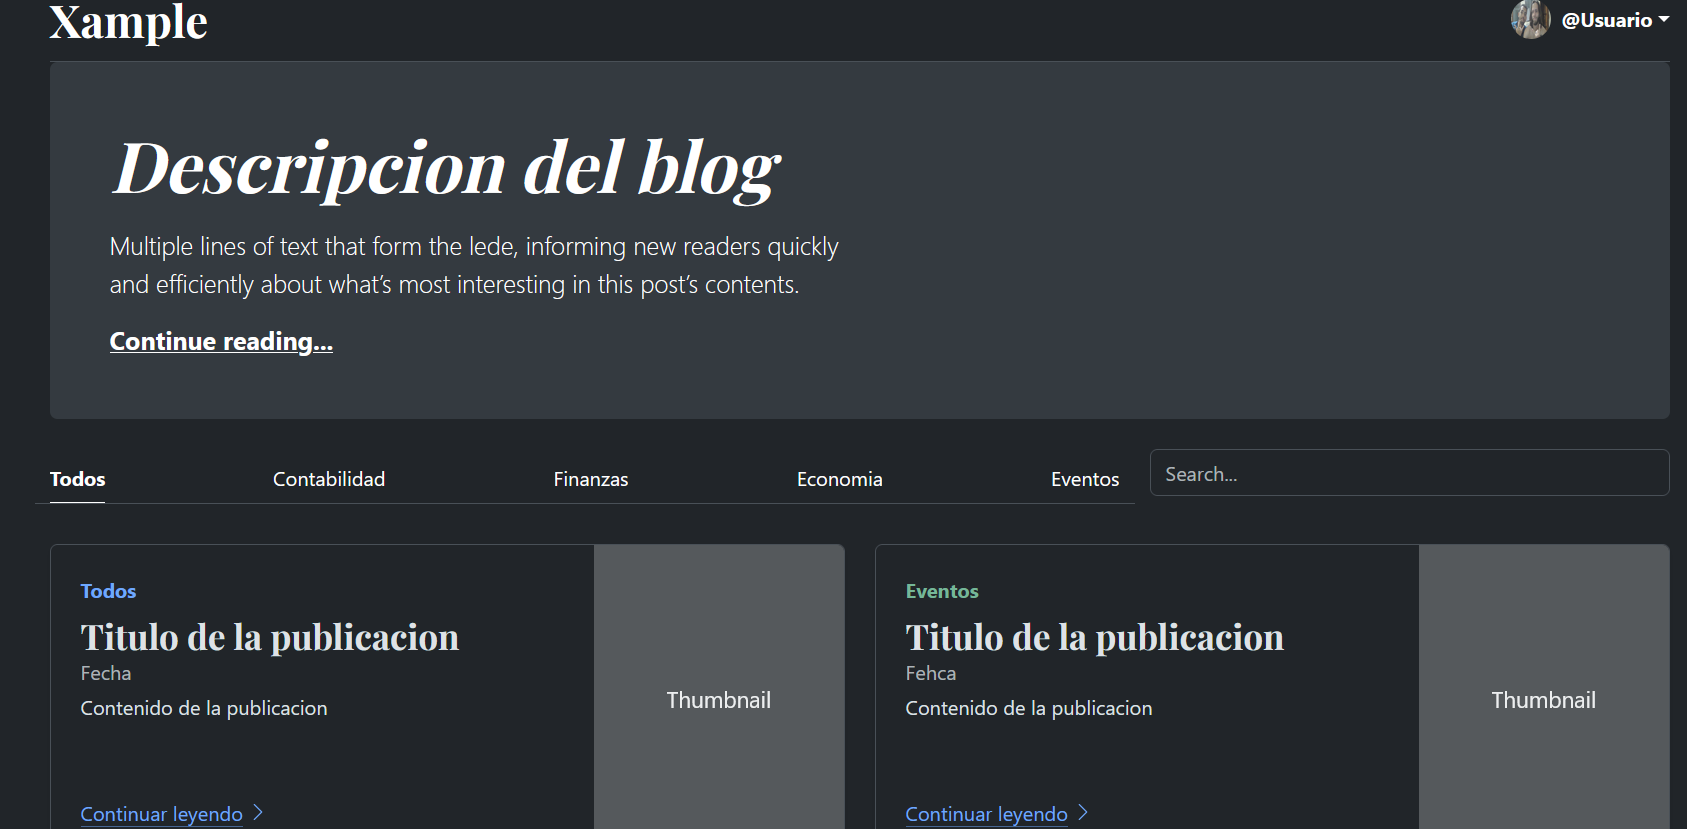 Xample
@Usuario
Descripcion del blog
Multiple lines of text that form the lede, informing new readers quickly
and efficiently about what’s most interesting in this post’s contents.
Continue reading...
Todos
Contabilidad
Finanzas
Economia
Eventos
Search...
Todos
Titulo de la publicacion
Fecha
Contenido de la publicacion
Continuar leyendo
Thumbnail
Eventos
Titulo de la publicacion
Fehca
Contenido de la publicacion
Continuar leyendo
Thumbnail